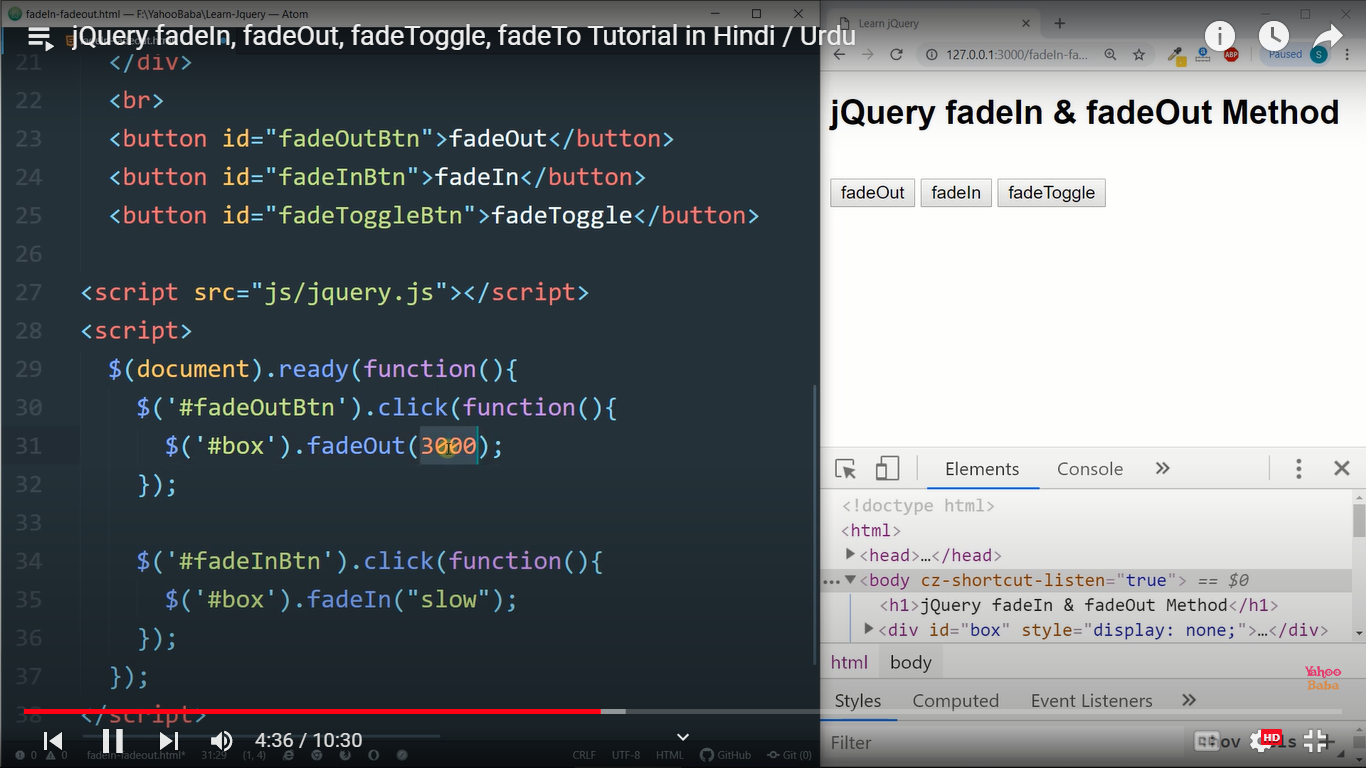 fadeIn-fadeout.html — F:\YahooBaba\Learn-Jquery — Atom
jQuery fadeIn, fadeOut, fadeToggle, fadeTo Tutorial in Hindi / Urdu
21 </div>
22 <br>
23 <button id="fadeOutBtn">fadeOut</button>
24 <button id="fadeInBtn">fadeIn</button>
25 <button id="fadeToggleBtn">fadeToggle</button>
26
27 <script src="js/jquery.js"></script>
28 <script>
29 $(document).ready(function(){
30 $('#fadeOutBtn').click(function(){
31 $('#box').fadeOut(3000);
32 });
33
34 $('#fadeInBtn').click(function(){
35 $('#box').fadeIn("slow");
36 });
37 });
38 </script>
4:36 / 10:30
0 0 fadeIn-fadeout.html* 31:29 (1, 4) CRLF UTF-8 HTML GitHub Git (0)
Learn jQuery
127.0.0.1:3000/fadeIn-fa... ABP Paused S
jQuery fadeIn & fadeOut Method
fadeOut fadeIn fadeToggle
Elements Console
<!doctype html>
<html>
<head>…</head>
<body cz-shortcut-listen="true"> == $0
<h1>jQuery fadeIn & fadeOut Method</h1>
<div id="box" style="display: none;">…</div>
html body
Yahoo
Baba
Styles Computed Event Listeners
Filter
HD